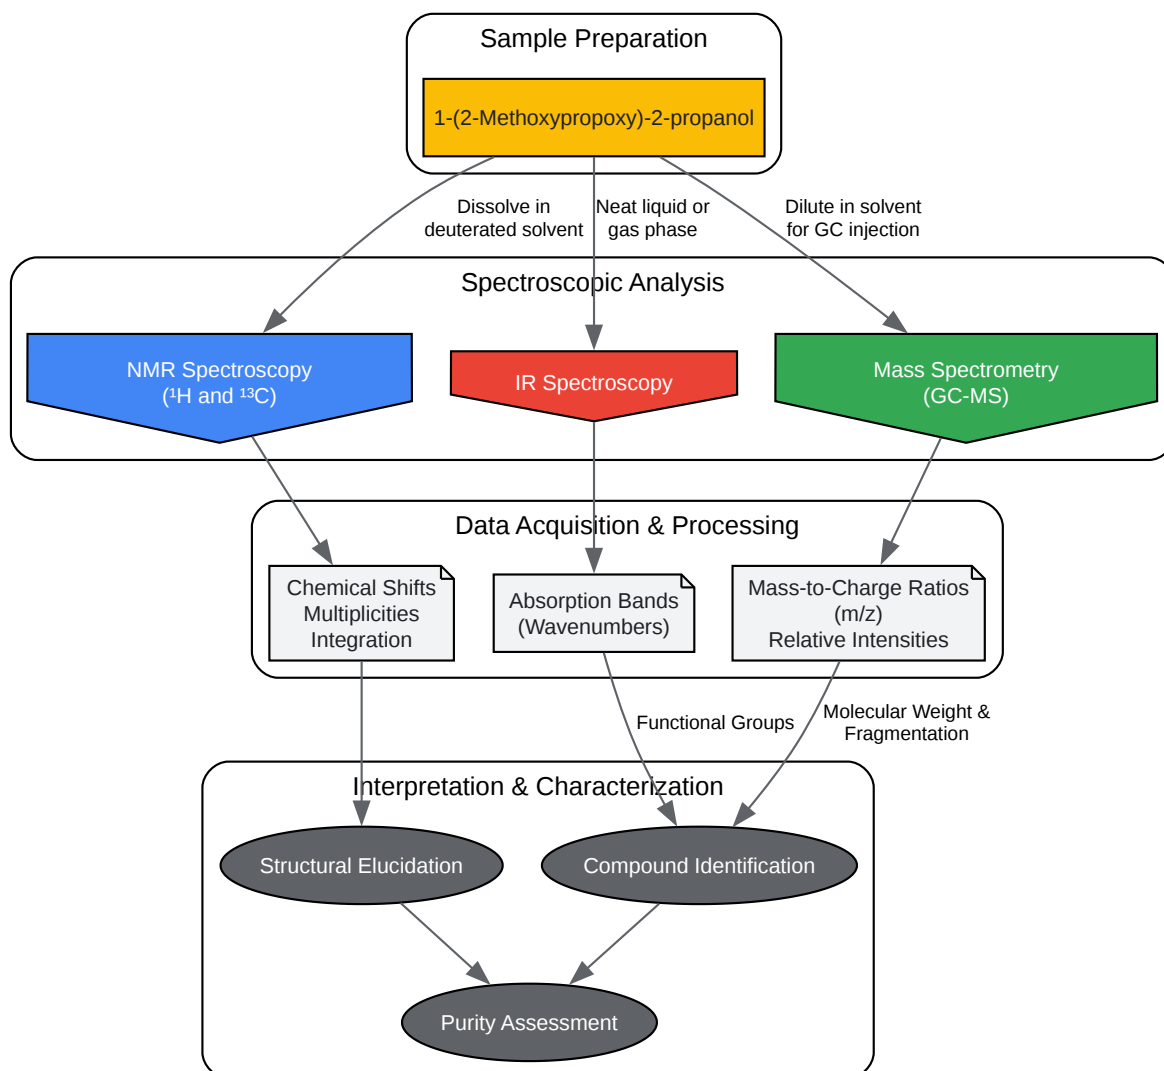 Sample Preparation
1-(2-Methoxypropoxy)-2-propanol
Dissolve in
deuterated solvent
Neat liquid or
gas phase
Dilute in solvent
for GC injection
Spectroscopic Analysis
NMR Spectroscopy
(¹H and ¹³C)
IR Spectroscopy
Mass Spectrometry
(GC-MS)
Data Acquisition & Processing
Chemical Shifts
Multiplicities
Integration
Absorption Bands
(Wavenumbers)
Mass-to-Charge Ratios
(m/z)
Relative Intensities
Functional Groups
Molecular Weight &
Fragmentation
Interpretation & Characterization
Structural Elucidation
Compound Identification
Purity Assessment